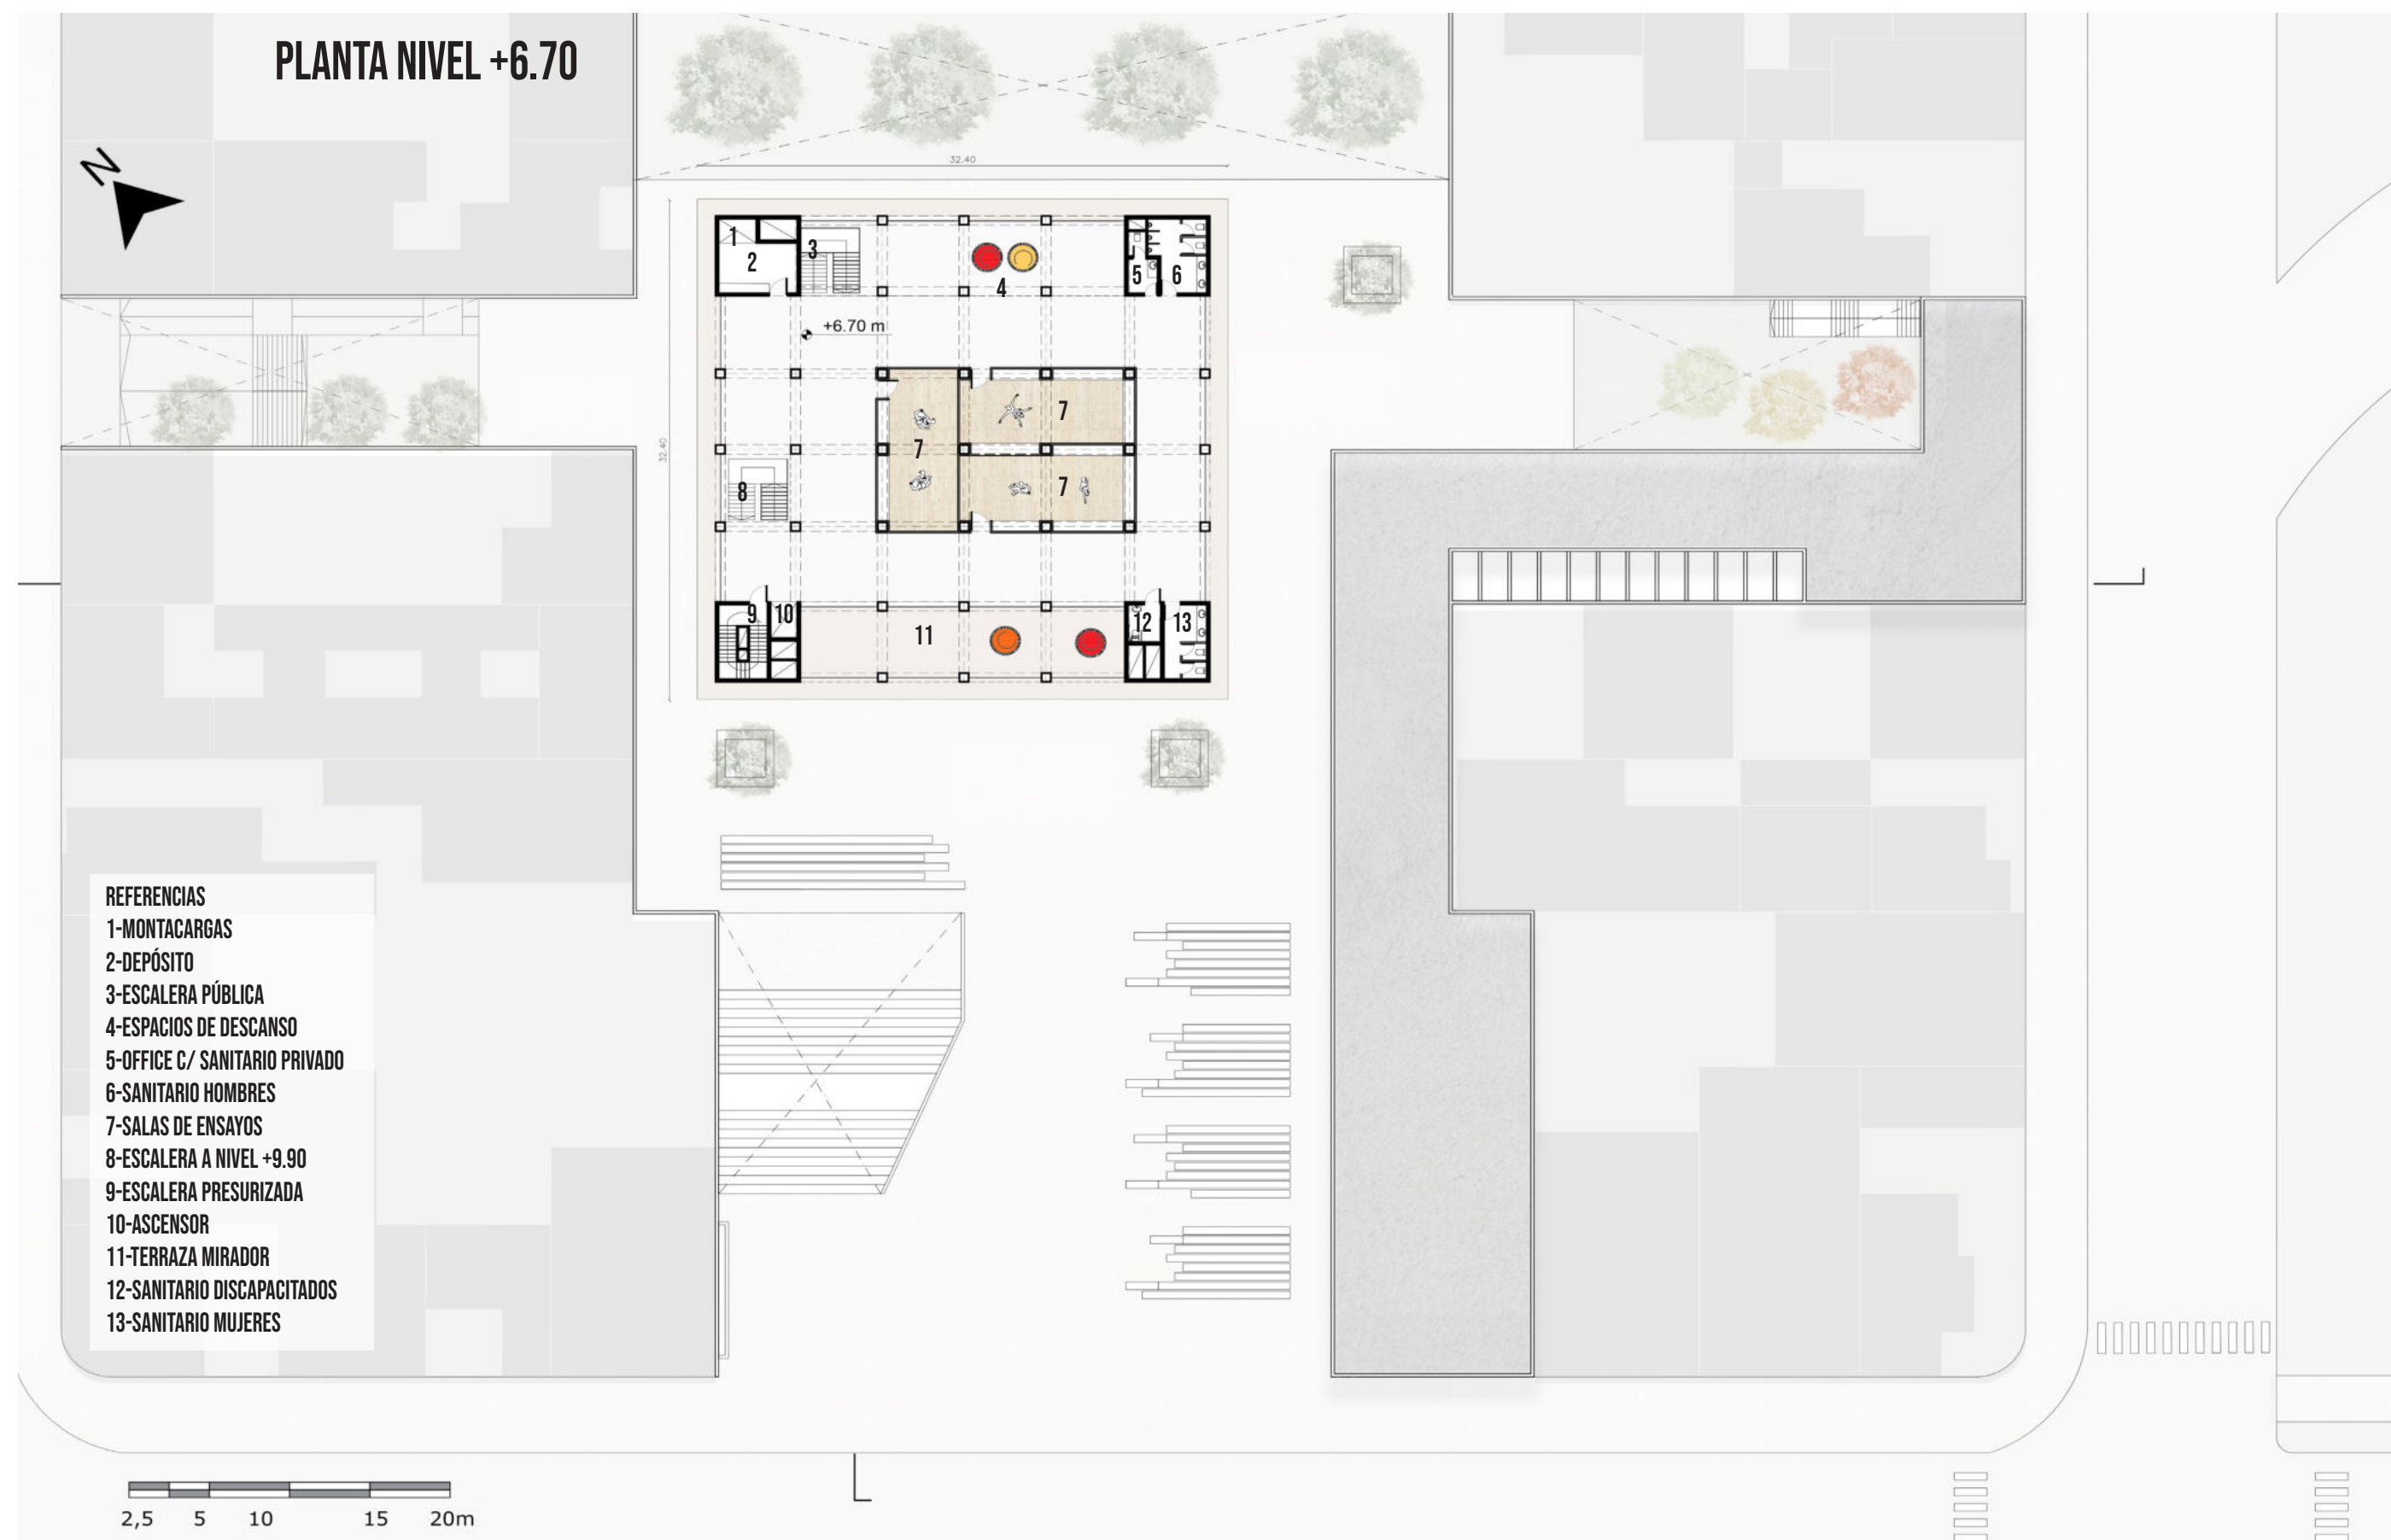 PLANTA NIVEL +6.70
N
32.40
1
2
3
4
5
6
+6.70 m
7
7
7
32.40
8
9
10
11
12
13
REFERENCIAS
1-MONTACARGAS
2-DEPÓSITO
3-ESCALERA PÚBLICA
4-ESPACIOS DE DESCANSO
5-OFFICE C/ SANITARIO PRIVADO
6-SANITARIO HOMBRES
7-SALAS DE ENSAYOS
8-ESCALERA A NIVEL +9.90
9-ESCALERA PRESURIZADA
10-ASCENSOR
11-TERRAZA MIRADOR
12-SANITARIO DISCAPACITADOS
13-SANITARIO MUJERES
2,5 5 10 15 20m